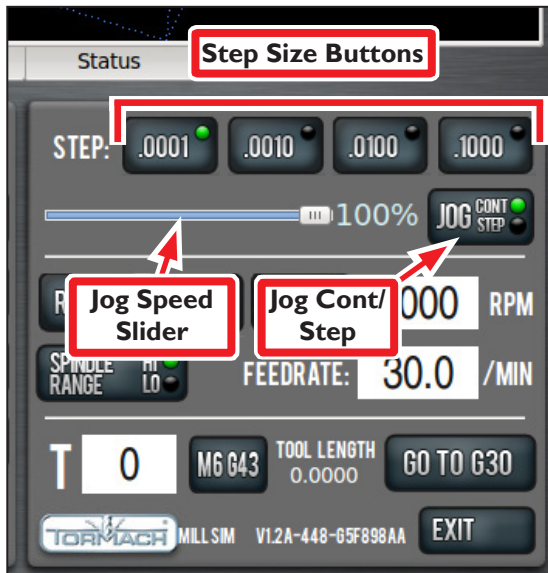 Status
Step Size Buttons
STEP: .0001 .0010 .0100 .1000
100% JOG CONT STEP
Jog Speed Slider
Jog Cont/ Step
000 RPM
SPINDLE RANGE HI LO FEEDRATE: 30.0 /MIN
T 0 M6 G43 TOOL LENGTH 0.0000 GO TO G30
TORMACH MILL SIM V1.2A-448-G5F898AA EXIT